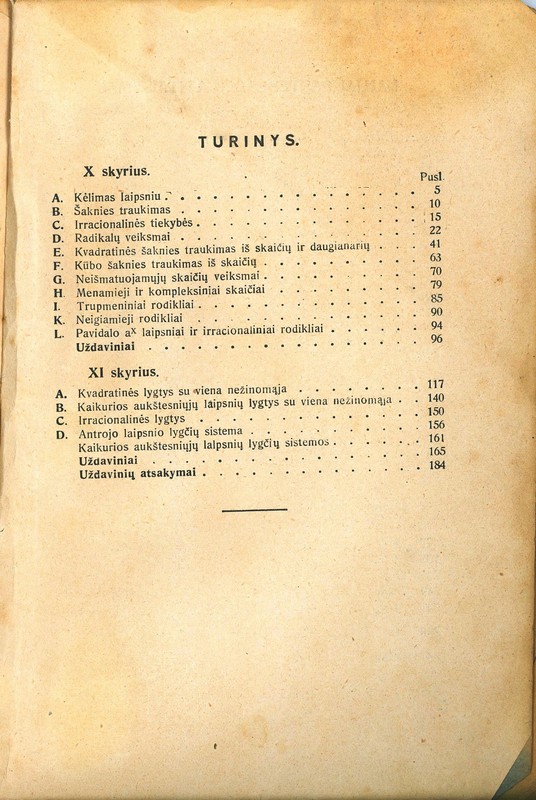 TURINYS.
X skyrius.
Pusl.
A. Kėlimas laipsniu . . . . . . . . . . . . . 5
B. Šaknies traukimas . . . . . . . . . . . . 10
C. Irracionalinės tiekybės . . . . . . . . . . . 15
D. Radikalų veiksmai . . . . . . . . . . . . 22
E. Kvadratinės šaknies traukimas iš skaičių ir daugianarių . . . 41
F. Kūbo šaknies traukimas iš skaičių . . . . . . . . 63
G. Neišmatuojamųjų skaičių veiksmai . . . . . . . . 70
H. Menamieji ir kompleksiniai skaičiai . . . . . . . . 79
I. Trupmeniniai rodikliai . . . . . . . . . . . 85
K. Neigiamieji rodikliai . . . . . . . . . . . 90
L. Pavidalo aˣ laipsniai ir irracionaliniai rodikliai . . . . . 94
Uždaviniai . . . . . . . . . . . . . 96
XI skyrius.
A. Kvadratinės lygtys su viena nežinomąja . . . . . . . 117
B. Kaikurios aukštesniųjų laipsnių lygtys su viena nežinomąja . . 140
C. Irracionalinės lygtys . . . . . . . . . . . 150
D. Antrojo laipsnio lygčių sistema . . . . . . . . . 156
Kaikurios aukštesniųjų laipsnių lygčių sistemos . . . . . 161
Uždaviniai . . . . . . . . . . . . . 165
Uždavinių atsakymai . . . . . . . . . . . 184